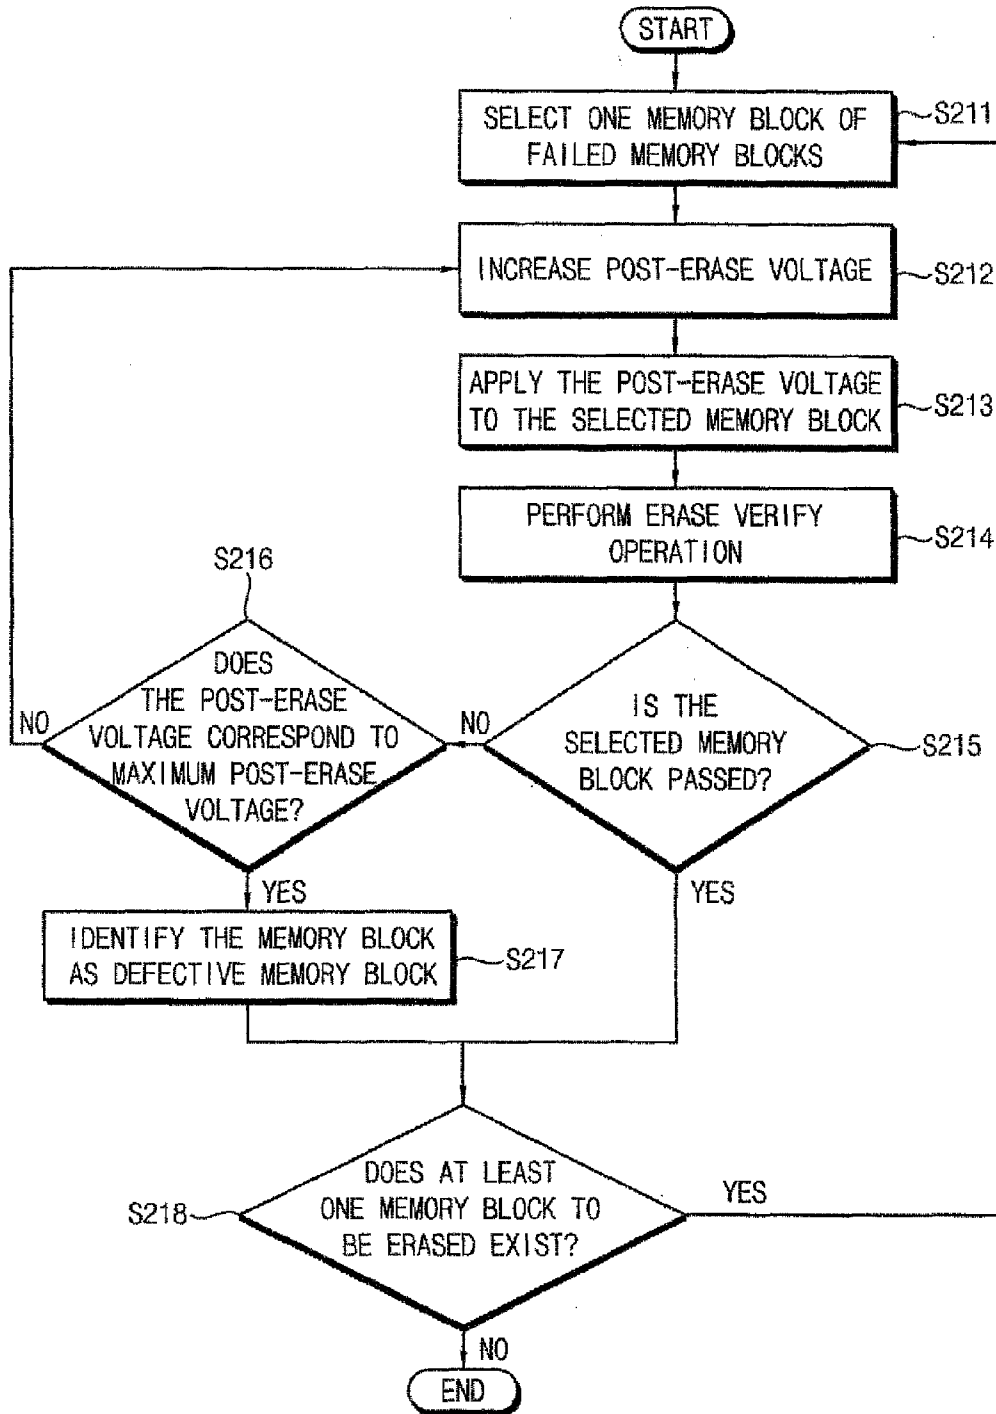 START
SELECT ONE MEMORY BLOCK OF
FAILED MEMORY BLOCKS
S211
INCREASE POST-ERASE VOLTAGE
S212
APPLY THE POST-ERASE VOLTAGE
TO THE SELECTED MEMORY BLOCK
S213
PERFORM ERASE VERIFY
OPERATION
S214
S216
DOES
THE POST-ERASE
VOLTAGE CORRESPOND TO
MAXIMUM POST-ERASE
VOLTAGE?
NO
NO
IS THE
SELECTED MEMORY
BLOCK PASSED?
S215
YES
YES
IDENTIFY THE MEMORY BLOCK
AS DEFECTIVE MEMORY BLOCK
S217
DOES AT LEAST
ONE MEMORY BLOCK TO
BE ERASED EXIST?
S218
YES
NO
END